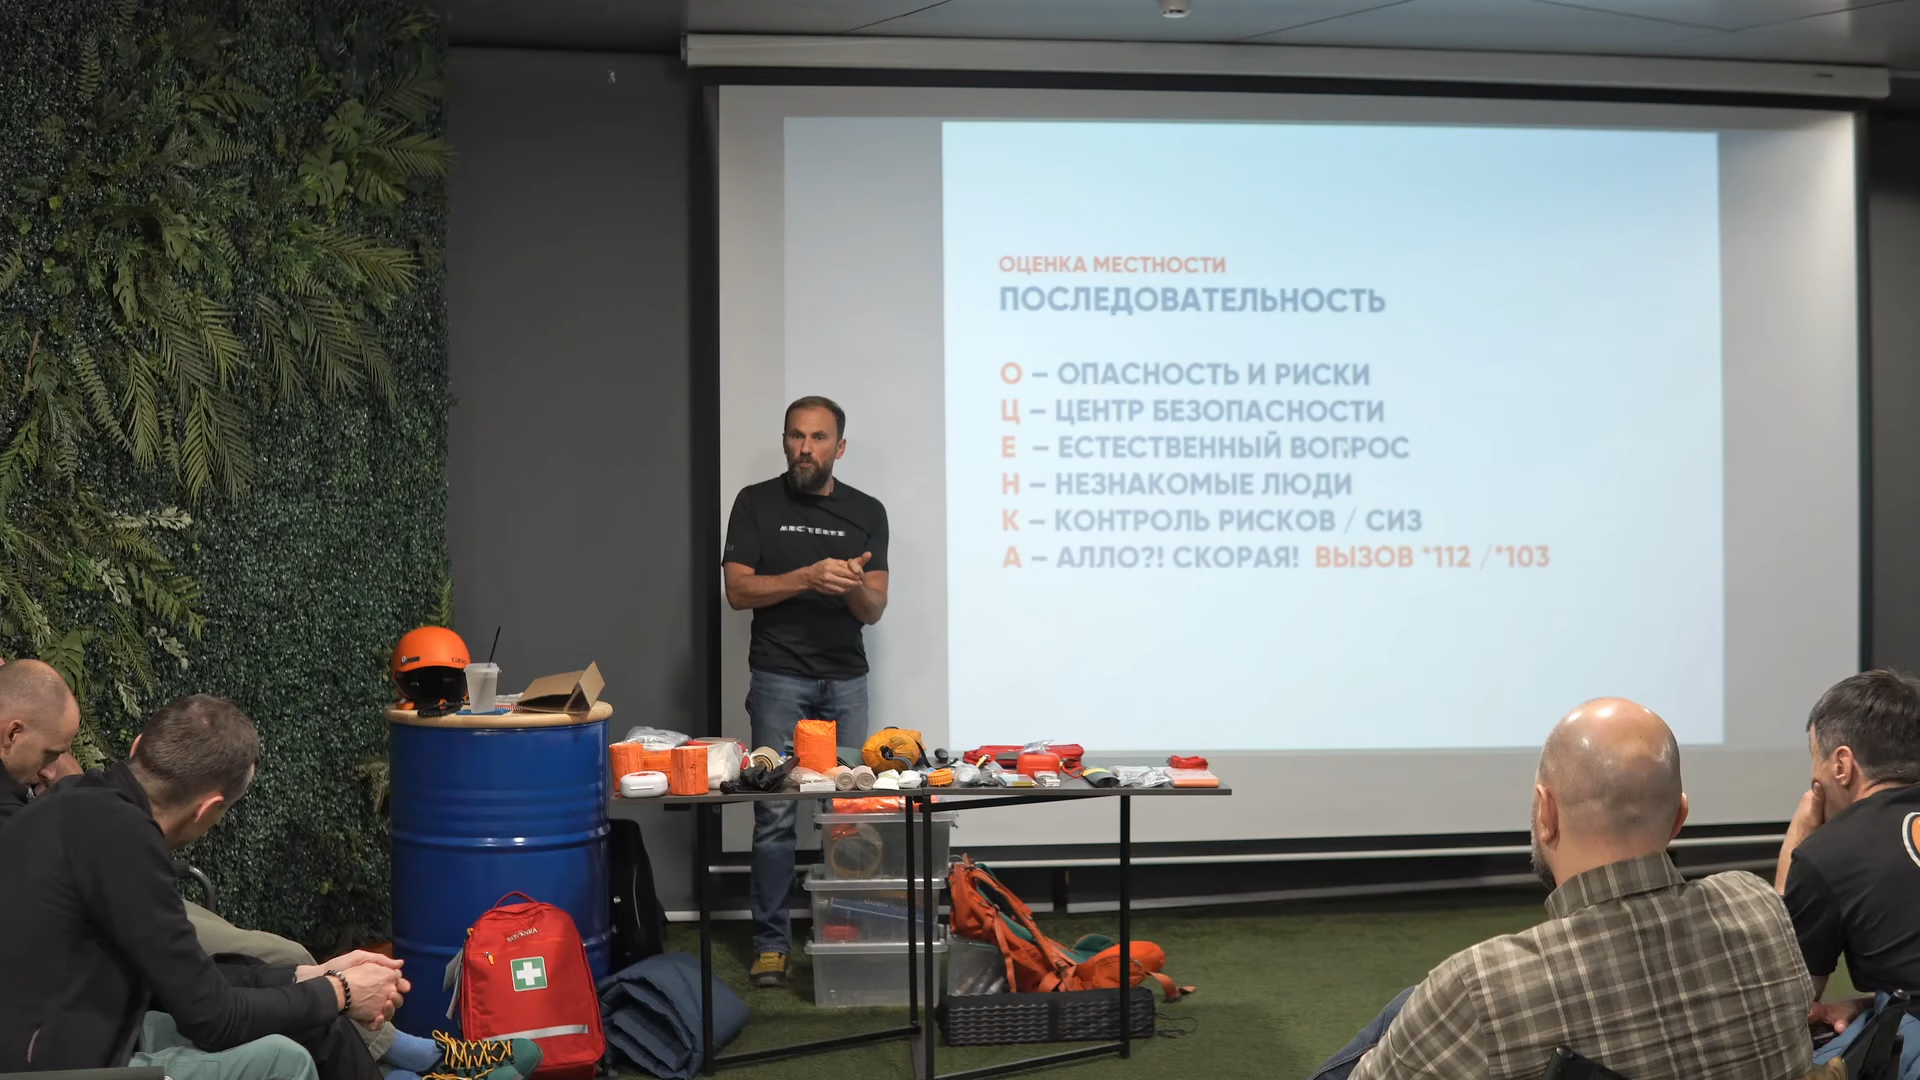 ОЦЕНКА МЕСТНОСТИ
ПОСЛЕДОВАТЕЛЬНОСТЬ
О – ОПАСНОСТЬ И РИСКИ
Ц – ЦЕНТР БЕЗОПАСНОСТИ
Е – ЕСТЕСТВЕННЫЙ ВОПРОС
Н – НЕЗНАКОМЫЕ ЛЮДИ
К – КОНТРОЛЬ РИСКОВ / СИЗ
А – АЛЛО?! СКОРАЯ! ВЫЗОВ *112 / *103
TATONKA